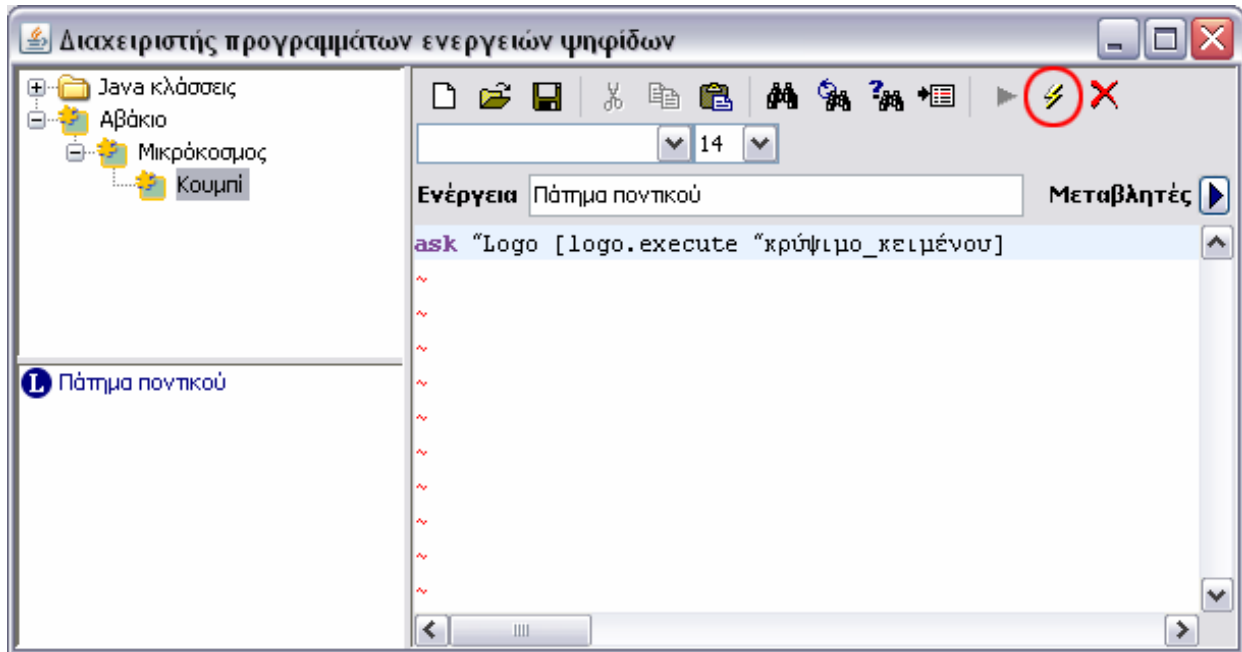 Διαχειριστής προγραμμάτων ενεργειών ψηφίδων
Java κλάσσεις
Αβάκιο
Μικρόκοσμος
Κουμπί
Πάτημα ποντικού
14
Ενέργεια Πάτημα ποντικού Μεταβλητές
ask "Logo [logo.execute "κρύψιμο_κειμένου]
~
~
~
~
~
~
~
~
~
~